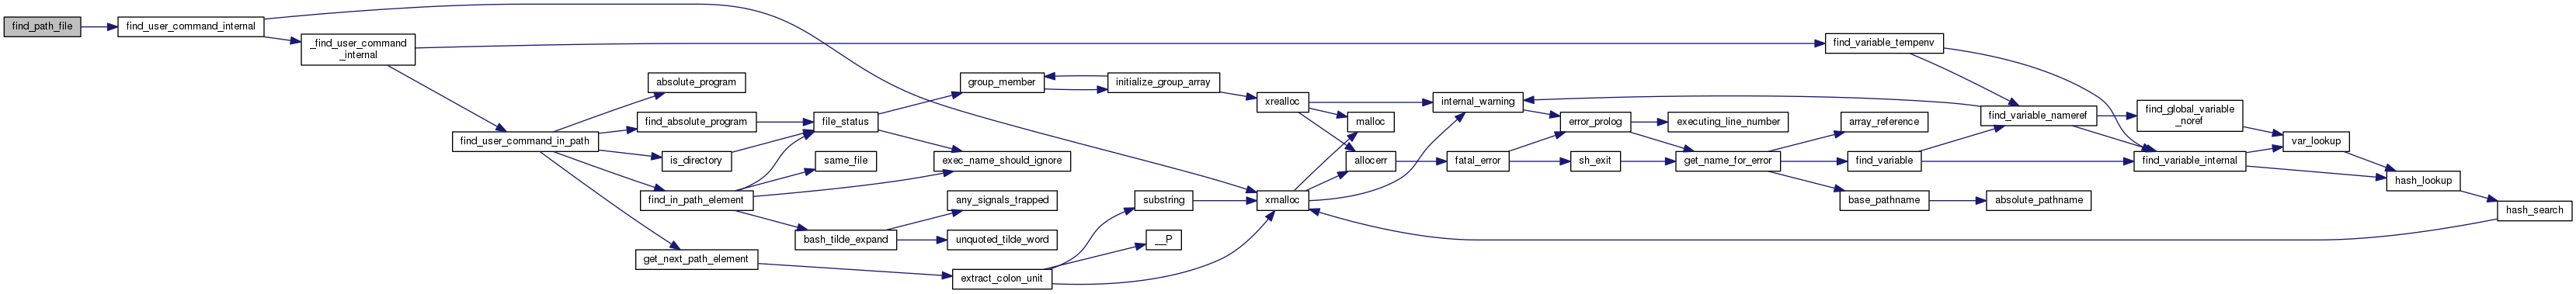 find_path_file
find_user_command_internal
_find_user_command
_internal
find_user_command_in_path
absolute_program
find_absolute_program
is_directory
find_in_path_element
get_next_path_element
file_status
same_file
bash_tilde_expand
group_member
exec_name_should_ignore
any_signals_trapped
unquoted_tilde_word
extract_colon_unit
initialize_group_array
substring
__P
xrealloc
xmalloc
malloc
allocerr
internal_warning
fatal_error
error_prolog
sh_exit
executing_line_number
get_name_for_error
find_variable_tempenv
array_reference
find_variable
base_pathname
find_variable_nameref
absolute_pathname
find_global_variable
_noref
find_variable_internal
var_lookup
hash_lookup
hash_search